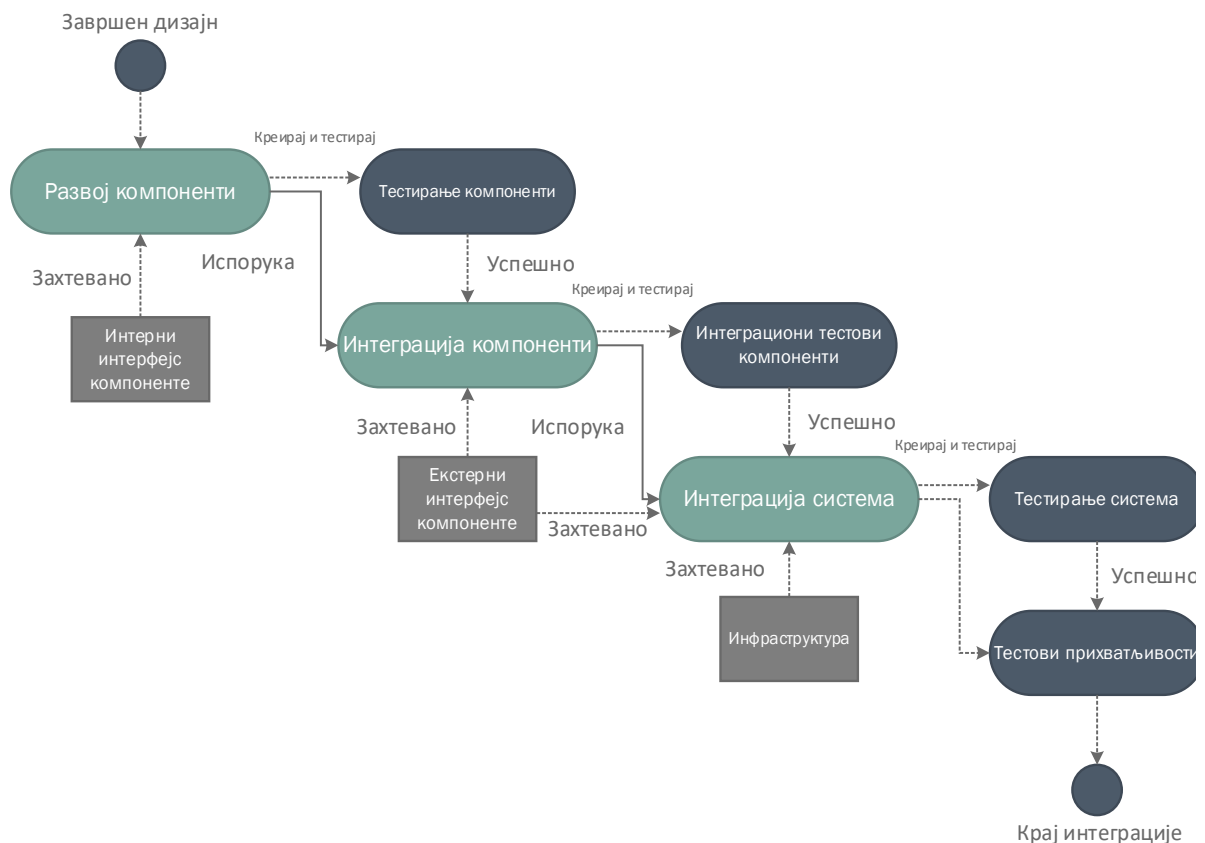 Завршен дизајн
Креирај и тестирај
Развој компоненти
Тестирање компоненти
Захтевано
Испорука
Успешно
Креирај и тестирај
Интерни
интерфејс
компоненте
Интеграција компоненти
Интеграциони тестови
компоненти
Захтевано
Испорука
Успешно
Креирај и тестирај
Екстерни
интерфејс
компоненте
Захтевано
Интеграција система
Тестирање система
Захтевано
Успешно
Инфраструктура
Тестови прихватљивости
Крај интеграције